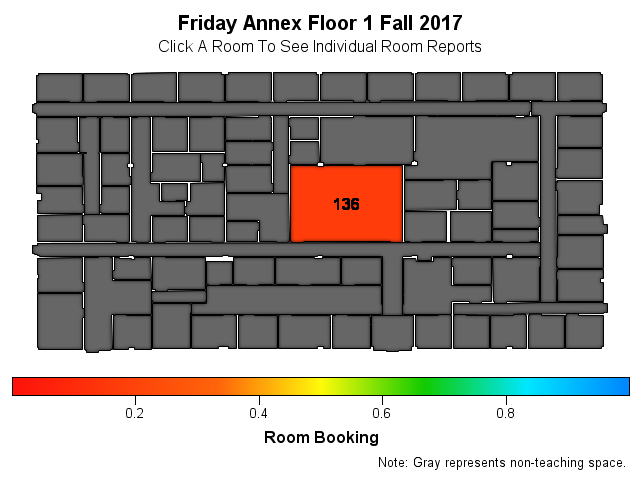 Friday Annex Floor 1 Fall 2017
Click A Room To See Individual Room Reports
136
0.2 0.4 0.6 0.8
Room Booking
Note: Gray represents non-teaching space.